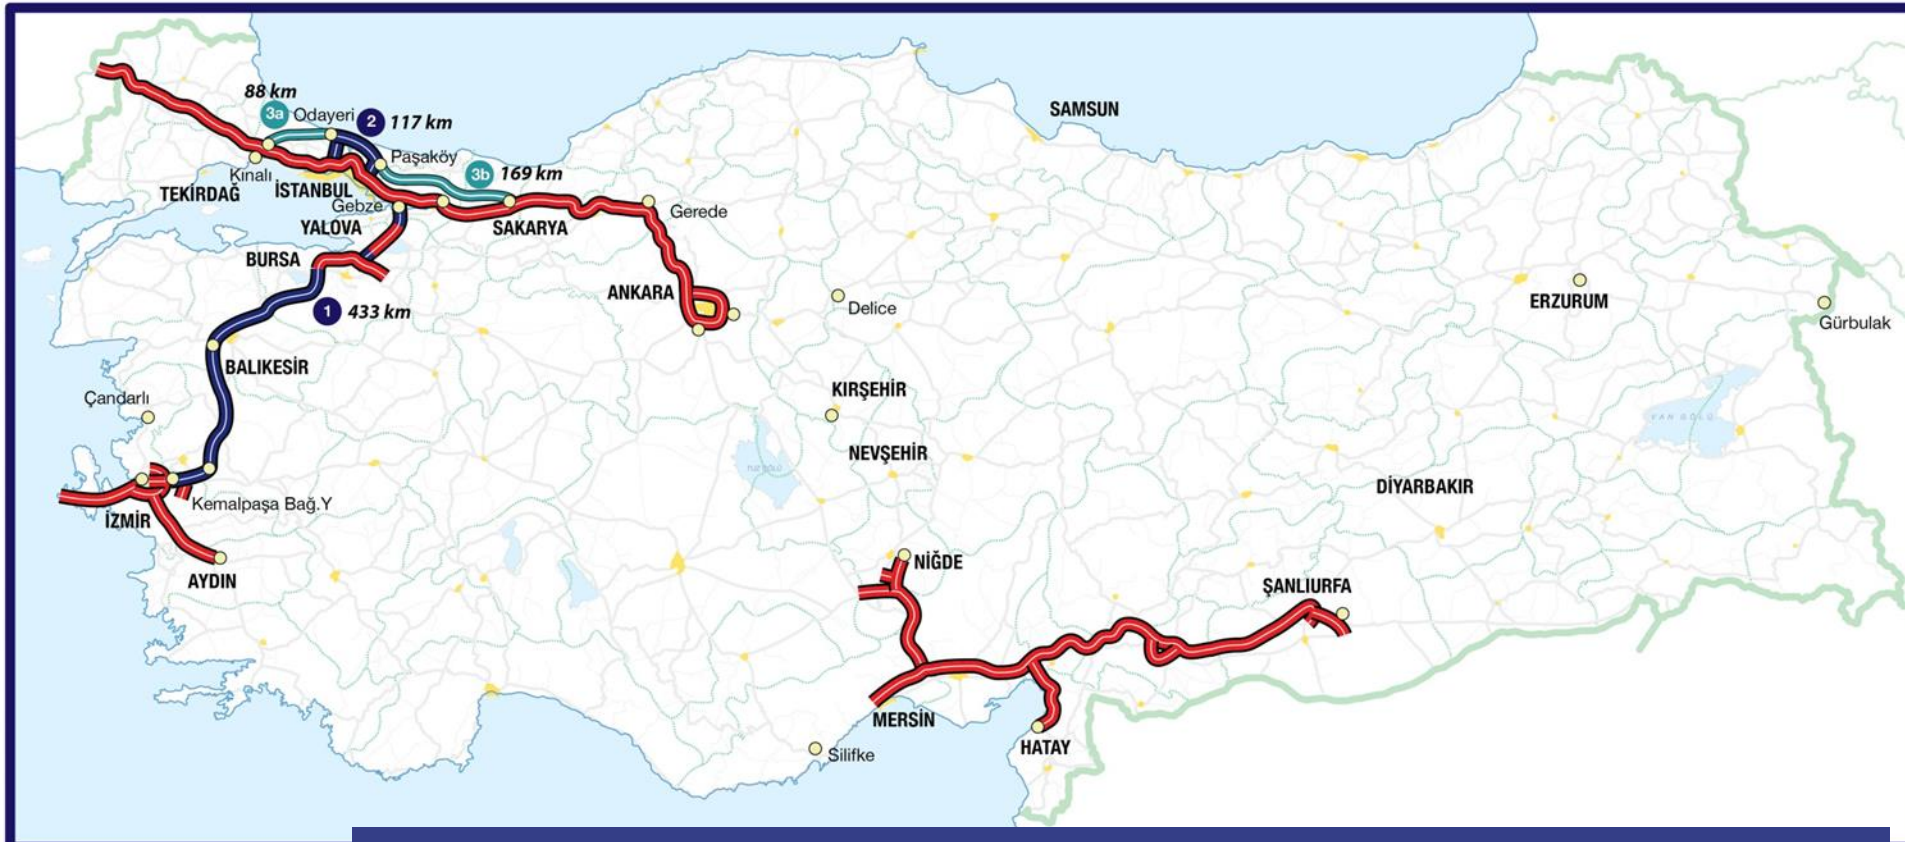 SAMSUN
88 km
3a Odayeri
2 117 km
Paşaköy
3b 169 km
Kınalı
TEKİRDAĞ
İSTANBUL
Gebze
YALOVA
SAKARYA
Gerede
BURSA
ANKARA
1 433 km
Delice
ERZURUM
Gürbulak
BALIKESİR
Çandarlı
KIRŞEHİR
VAN GÖLÜ
NEVŞEHİR
DİYARBAKIR
Kemalpaşa Bağ.Y
İZMİR
AYDIN
NİĞDE
ŞANLIURFA
MERSİN
HATAY
Silifke